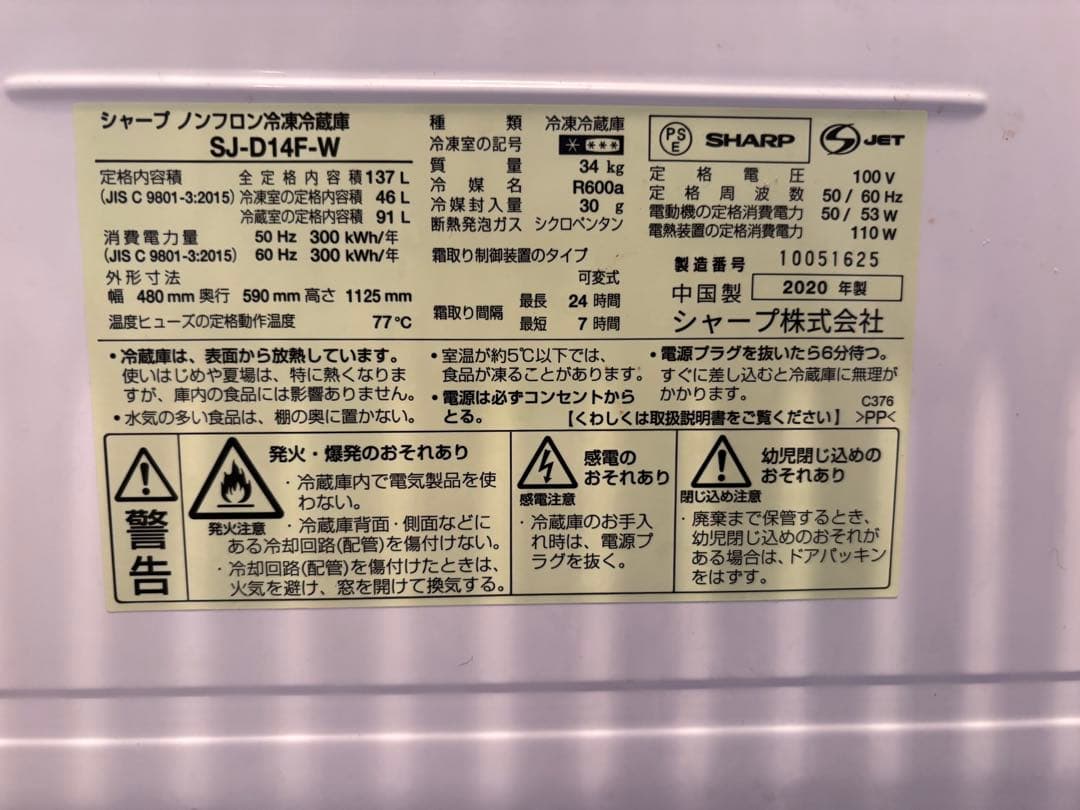 シャープ ノンフロン冷凍冷蔵庫
SJ-D14F-W
定格内容積 全定格内容積 137 L
(JIS C 9801-3:2015) 冷凍室の定格内容積 46 L
冷蔵室の定格内容積 91 L
消費電力量 50 Hz 300 kWh/年
(JIS C 9801-3:2015) 60 Hz 300 kWh/年
外形寸法
幅 480 mm 奥行 590 mm 高さ 1125 mm
温度ヒューズの定格動作温度 77℃
種類 冷凍冷蔵庫
冷凍室の記号 * ***
質量 34 kg
冷媒名 R600a
冷媒封入量 30 g
断熱発泡ガス シクロペンタン
霜取り制御装置のタイプ
可変式
霜取り間隔 最長 24 時間
最短 7 時間
PS E SHARP S JET
定格電圧 100 V
定格周波数 50 / 60 Hz
電動機の定格消費電力 50 / 53 W
電熱装置の定格消費電力 110 W
製造番号 10051625
中国製 2020 年製
シャープ株式会社
・冷蔵庫は、表面から放熱しています。
使いはじめや夏場は、特に熱くなりま
すが、庫内の食品には影響ありません。
・水気の多い食品は、棚の奥に置かない。
・室温が約5℃以下では、
食品が凍ることがあります。
・電源は必ずコンセントから
とる。
・電源プラグを抜いたら6分待つ。
すぐに差し込むと冷蔵庫に無理が
かかります。
C376
【くわしくは取扱説明書をご覧ください】 >PP<
警告
発火・爆発のおそれあり
発火注意
・冷蔵庫内で電気製品を使
わない。
・冷蔵庫背面・側面などに
ある冷却回路(配管)を傷付けない。
・冷却回路(配管)を傷付けたときは、
火気を避け、窓を開けて換気する。
感電の
おそれあり
感電注意
・冷蔵庫のお手入
れ時は、電源プ
ラグを抜く。
幼児閉じ込めの
おそれあり
閉じ込め注意
・廃棄まで保管するとき、
幼児閉じ込めのおそれが
ある場合は、ドアパッキン
をはずす。